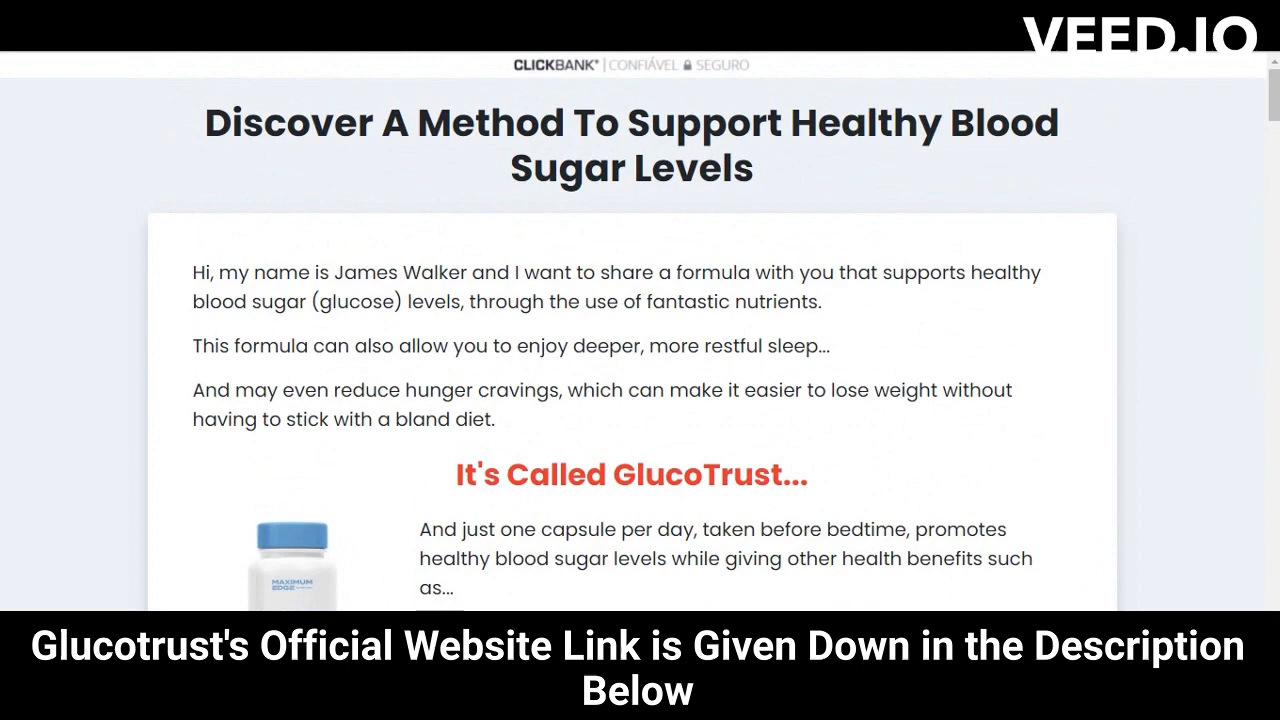 VEED.IO
CLICKBANK® | CONFIÁVEL SEGURO
Discover A Method To Support Healthy Blood
Sugar Levels
Hi, my name is James Walker and I want to share a formula with you that supports healthy
blood sugar (glucose) levels, through the use of fantastic nutrients.
This formula can also allow you to enjoy deeper, more restful sleep...
And may even reduce hunger cravings, which can make it easier to lose weight without
having to stick with a bland diet.
It's Called GlucoTrust...
And just one capsule per day, taken before bedtime, promotes
healthy blood sugar levels while giving other health benefits such
as...
MAXIMUM
EDGE
Glucotrust's Official Website Link is Given Down in the Description
Below